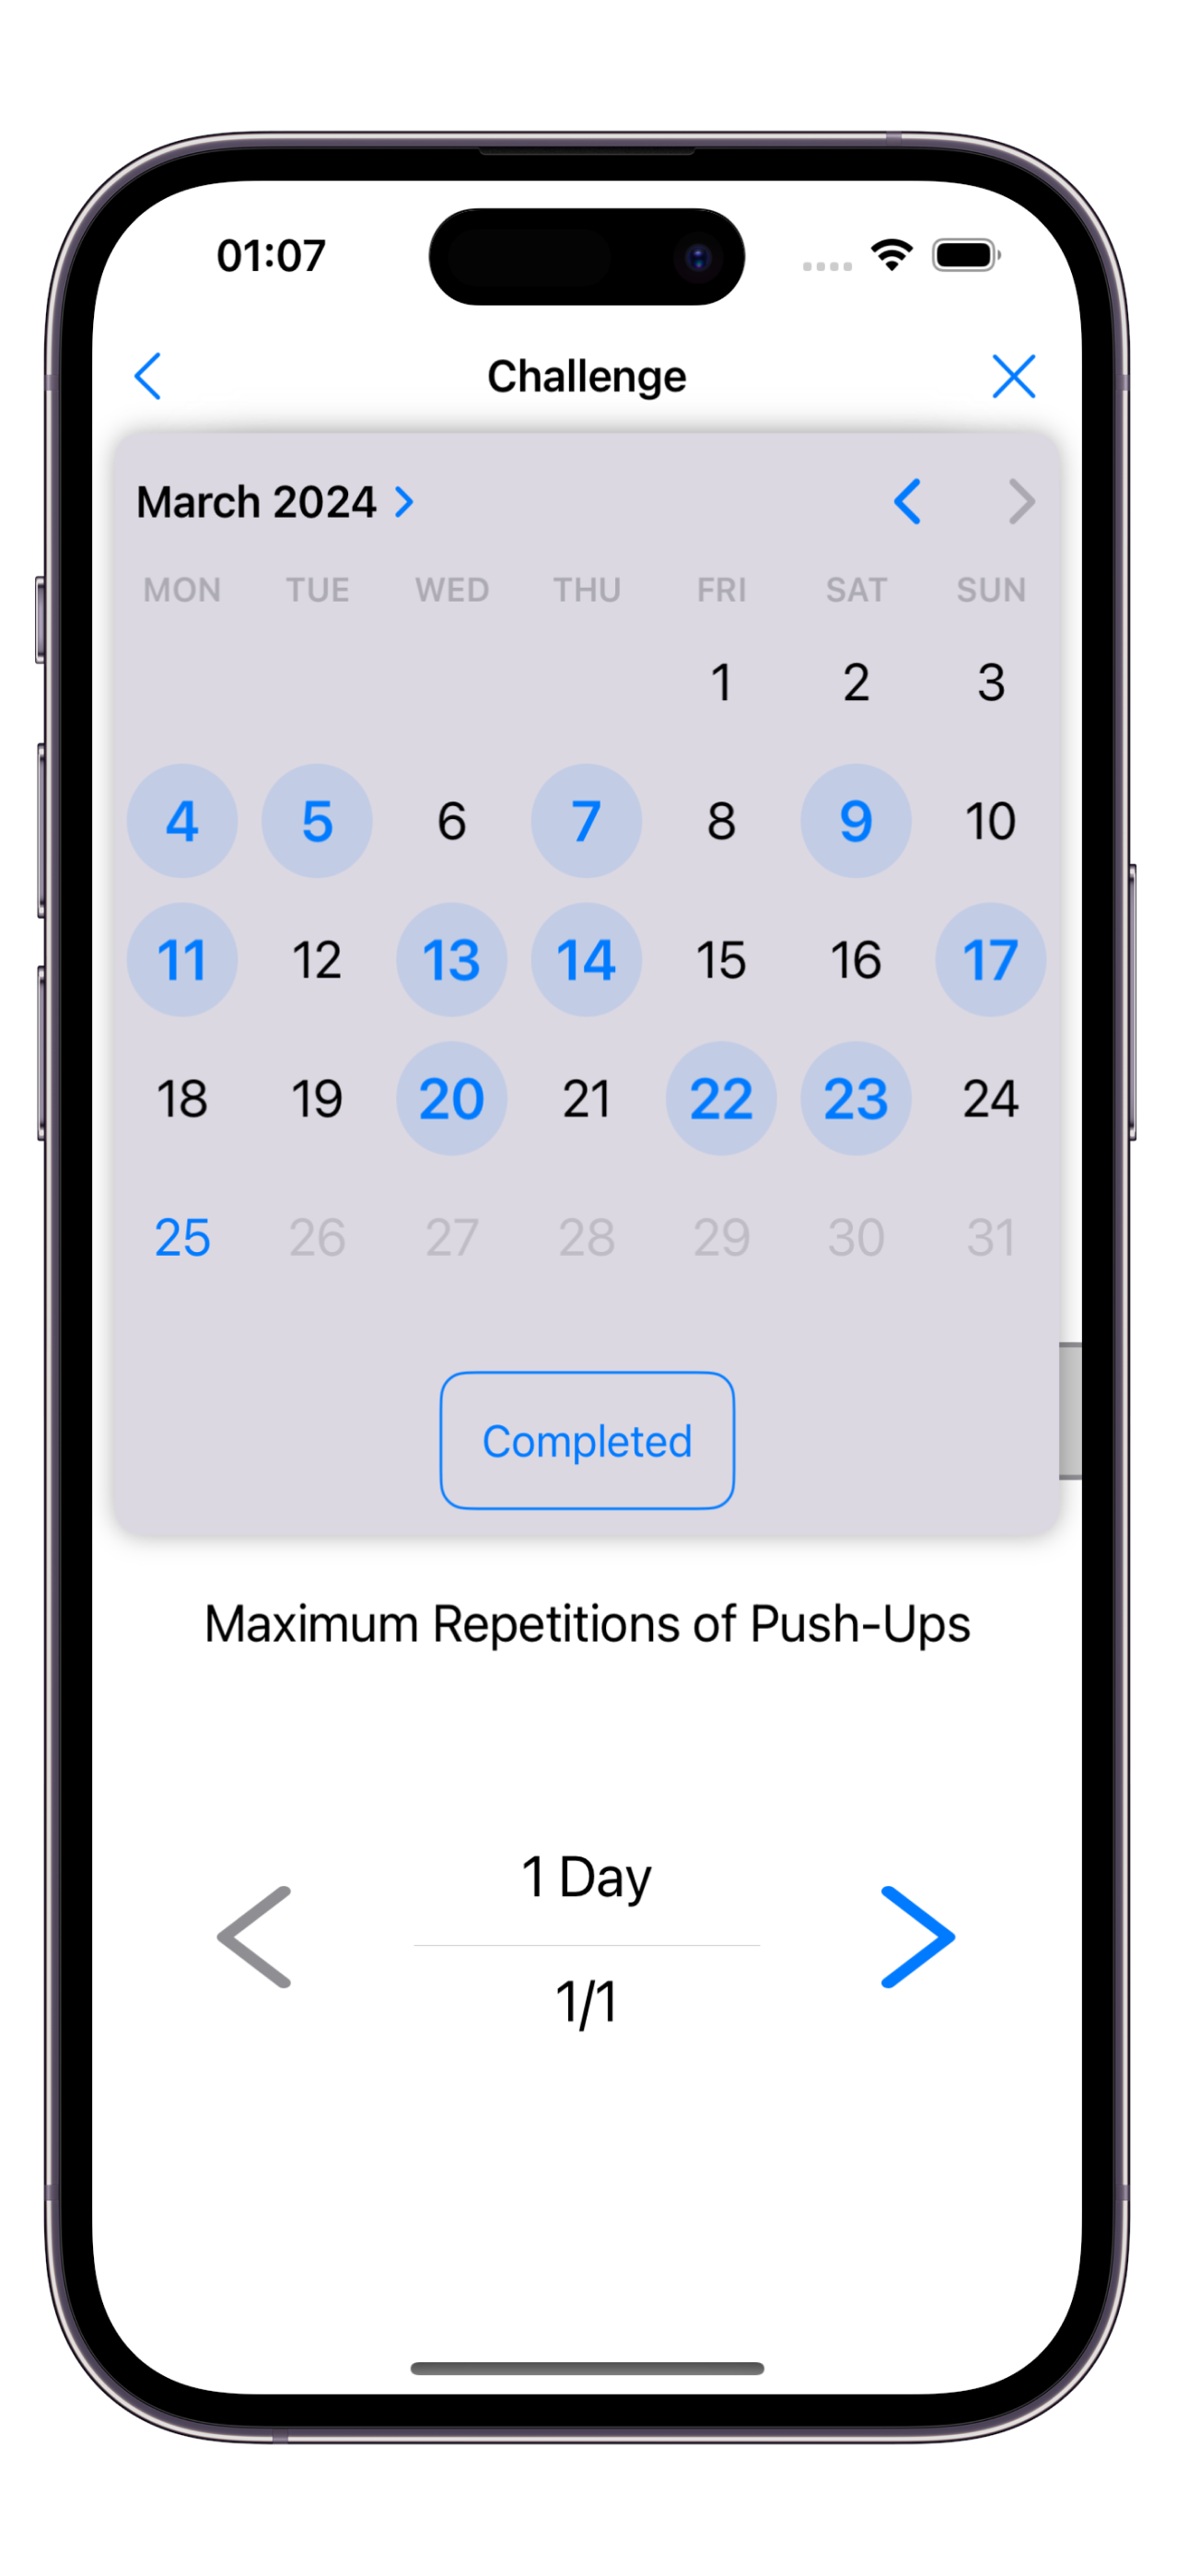 01:07
Challenge
March 2024
MON TUE WED THU FRI SAT SUN
1 2 3
4 5 6 7 8 9 10
11 12 13 14 15 16 17
18 19 20 21 22 23 24
25 26 27 28 29 30 31
Completed
Maximum Repetitions of Push-Ups
1 Day
1/1